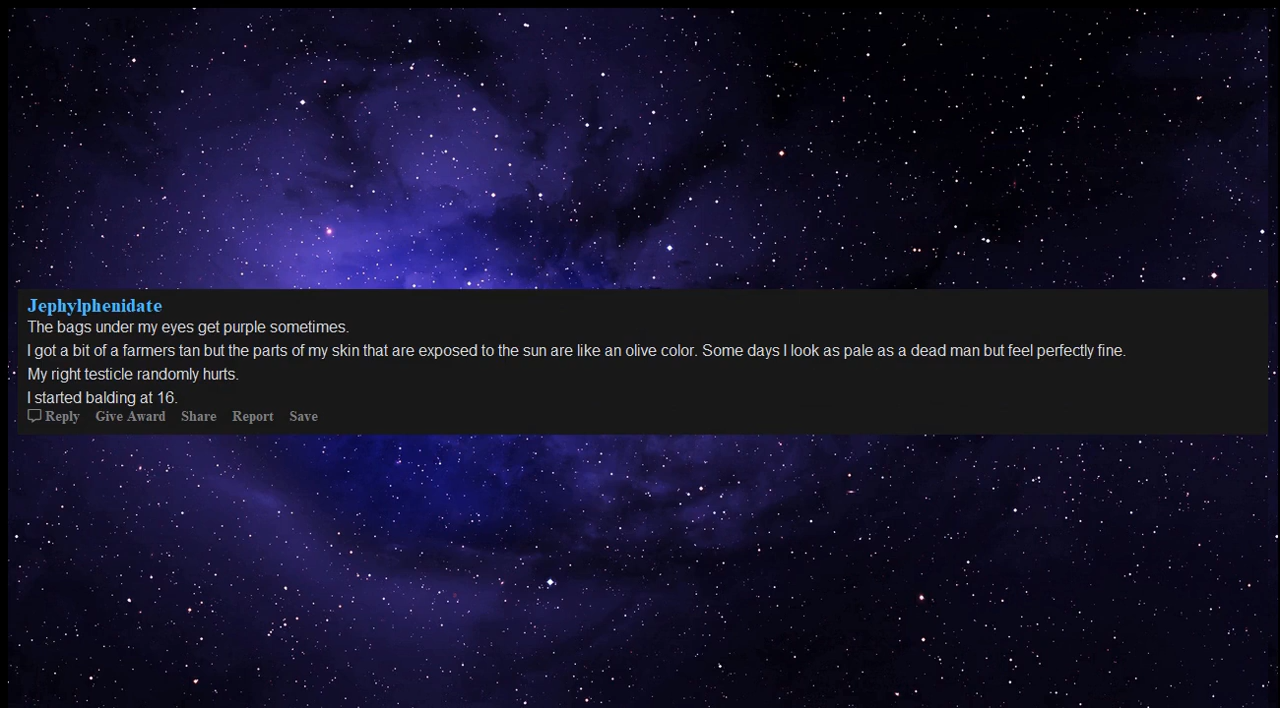 Jephylphenidate
The bags under my eyes get purple sometimes.
I got a bit of a farmers tan but the parts of my skin that are exposed to the sun are like an olive color. Some days I look as pale as a dead man but feel perfectly fine.
My right testicle randomly hurts.
I started balding at 16.
Reply Give Award Share Report Save